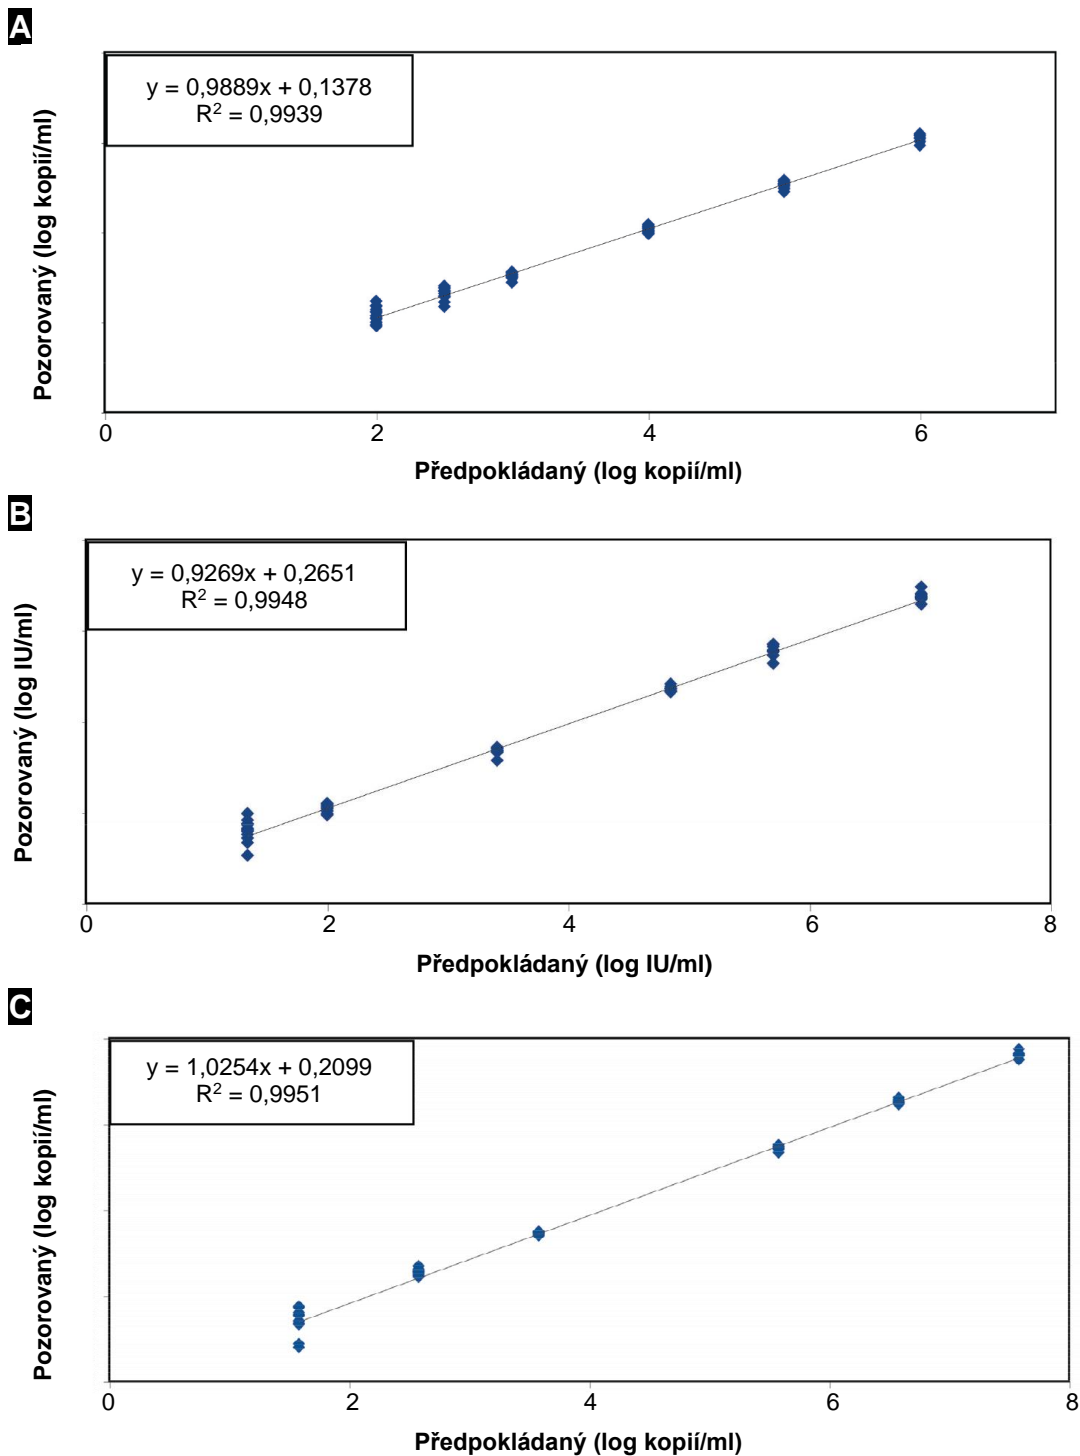 A
y = 0,9889x + 0,1378
R² = 0,9939
Pozorovaný (log kopií/ml)
0 2 4 6
Předpokládaný (log kopií/ml)
B
y = 0,9269x + 0,2651
R² = 0,9948
Pozorovaný (log IU/ml)
0 2 4 6 8
Předpokládaný (log IU/ml)
C
y = 1,0254x + 0,2099
R² = 0,9951
Pozorovaný (log kopií/ml)
0 2 4 6 8
Předpokládaný (log kopií/ml)